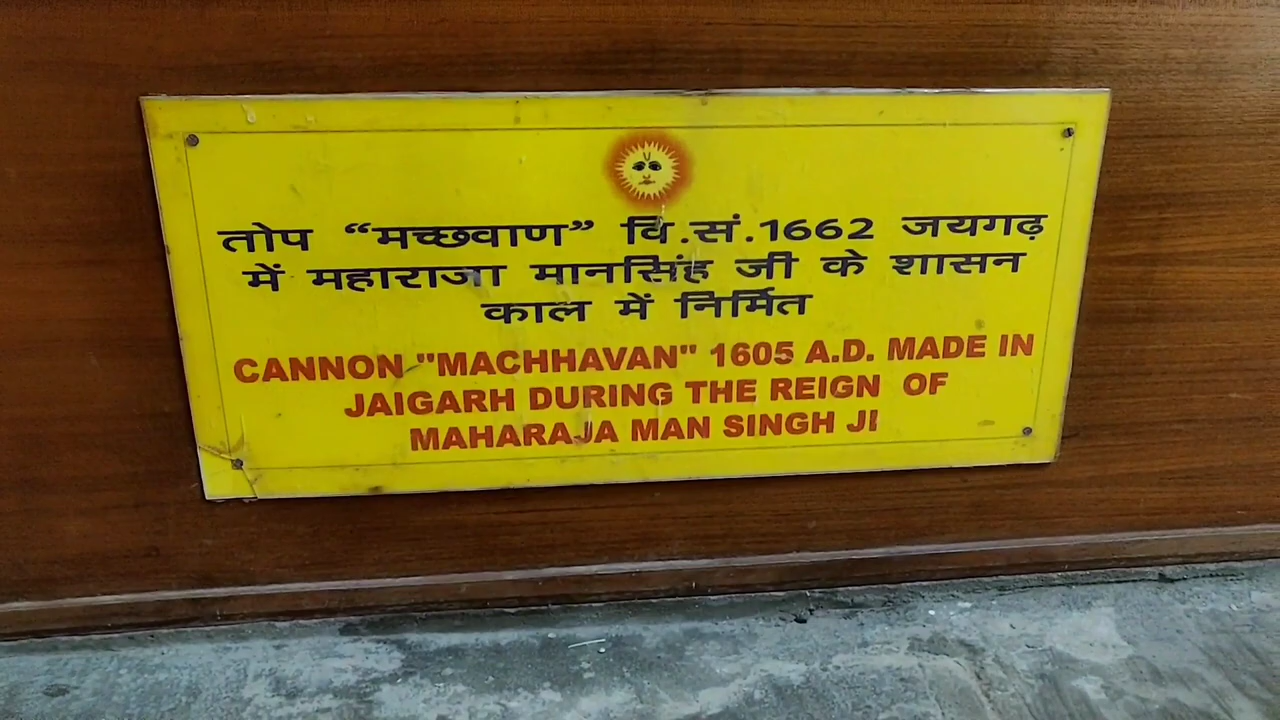 तोप “मच्छवाण” वि.सं.1662 जयगढ़
में महाराजा मानसिंह जी के शासन
काल में निर्मित
CANNON "MACHHAVAN" 1605 A.D. MADE IN
JAIGARH DURING THE REIGN OF
MAHARAJA MAN SINGH JI